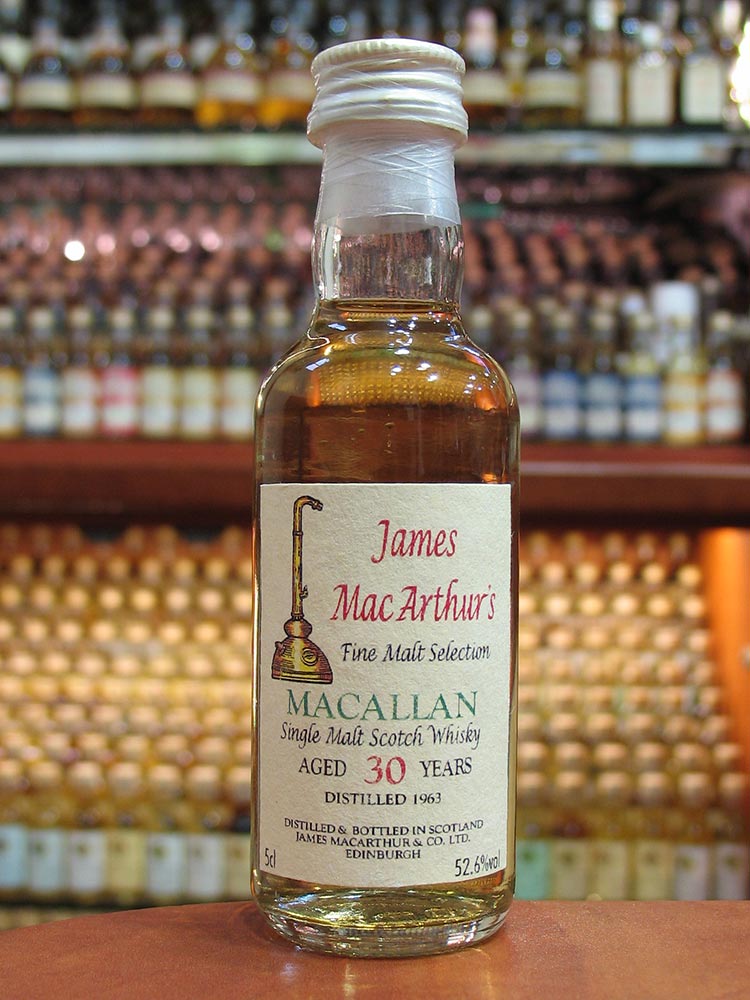 James
MacArthur's
Fine Malt Selection
MACALLAN
Single Malt Scotch Whisky
AGED 30 YEARS
DISTILLED 1963
DISTILLED & BOTTLED IN SCOTLAND
JAMES MACARTHUR & CO. LTD.
EDINBURGH
5cl 52.6%vol